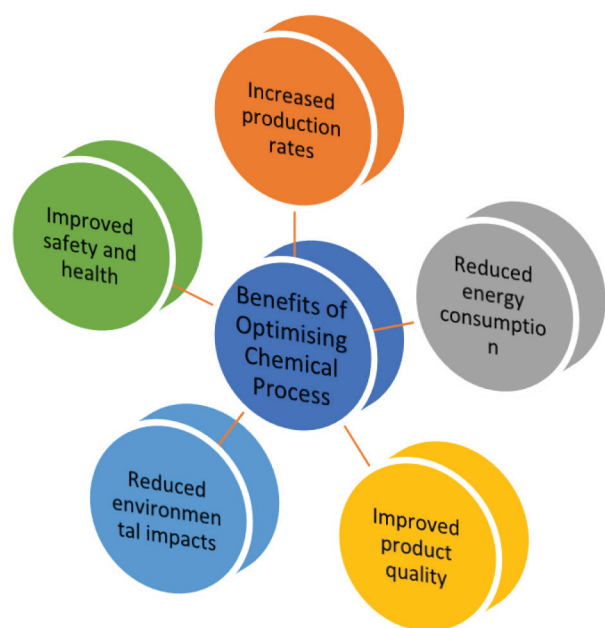 Increased
production
rates
Improved
safety and
health
Benefits of
Optimising
Chemical
Process
Reduced
energy
consumptio
n
Reduced
environmen
tal impacts
Improved
product
quality